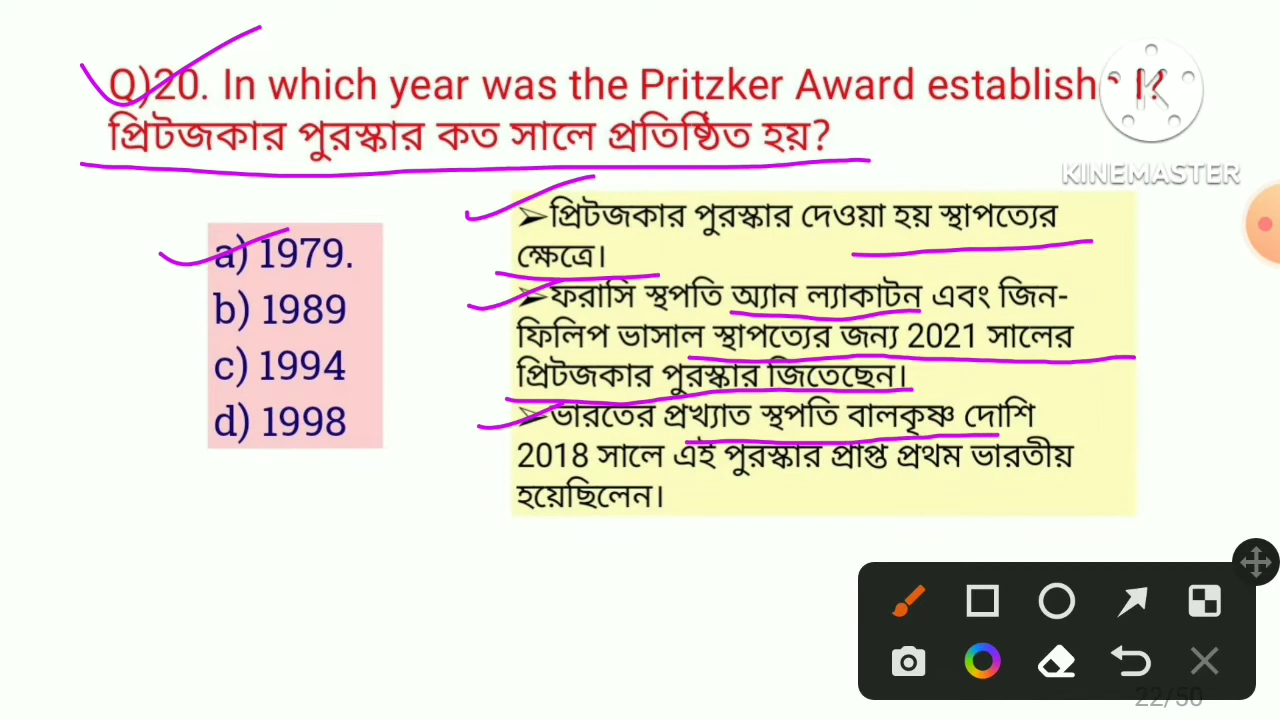 Q)20. In which year was the Pritzker Award established?
প্রিটজকার পুরস্কার কত সালে প্রতিষ্ঠিত হয়?
KINEMASTER
a) 1979.
b) 1989
c) 1994
d) 1998
➢প্রিটজকার পুরস্কার দেওয়া হয় স্থাপত্যের
ক্ষেত্রে।
➢ফরাসি স্থপতি অ্যান ল্যাকাটন এবং জিন-
ফিলিপ ভাসাল স্থাপত্যের জন্য 2021 সালের
প্রিটজকার পুরস্কার জিতেছেন।
➢ভারতের প্রখ্যাত স্থপতি বালকৃষ্ণ দোশি
2018 সালে এই পুরস্কার প্রাপ্ত প্রথম ভারতীয়
হয়েছিলেন।
22/50